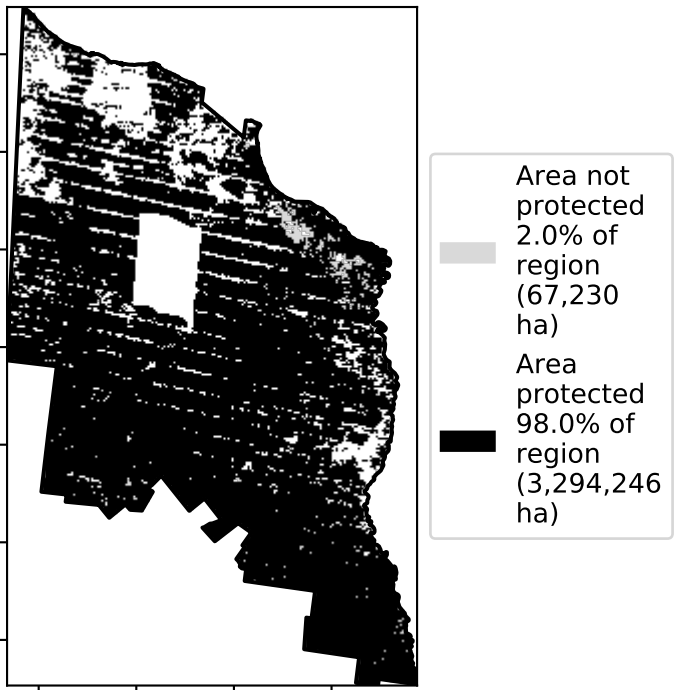 Area not
protected
2.0% of
region
(67,230
ha)
Area
protected
98.0% of
region
(3,294,246
ha)